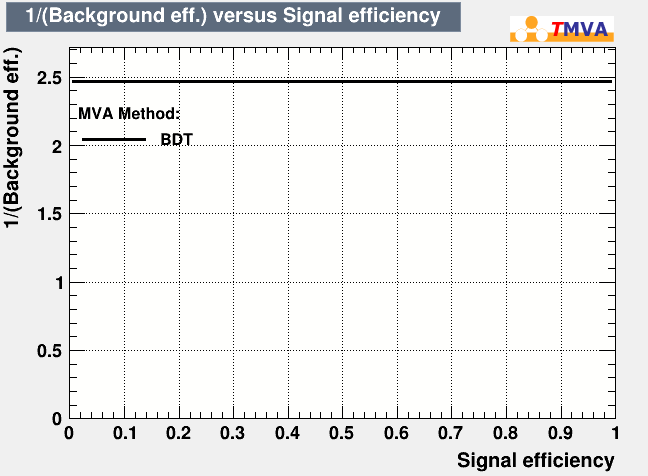 1/(Background eff.) versus Signal efficiency
TMVA
1/(Background eff.)
2.5
2
1.5
1
0.5
0
MVA Method:
BDT
0 0.1 0.2 0.3 0.4 0.5 0.6 0.7 0.8 0.9 1
Signal efficiency